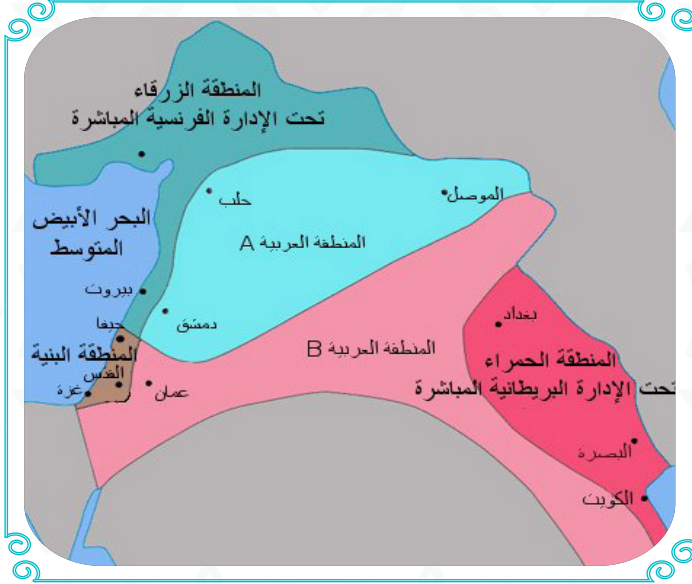 المنطقة الزرقاء
تحت الإدارة الفرنسية المباشرة
حلب
الموصل
البحر الأبيض
المتوسط
المنطقة العربية A
بيروت
دمشق
بغداد
حيفا
المنطقة البنية
المنطقة العربية B
المنطقة الحمراء
تحت الإدارة البريطانية المباشرة
القدس
غزة
عمان
البصرة
الكويت